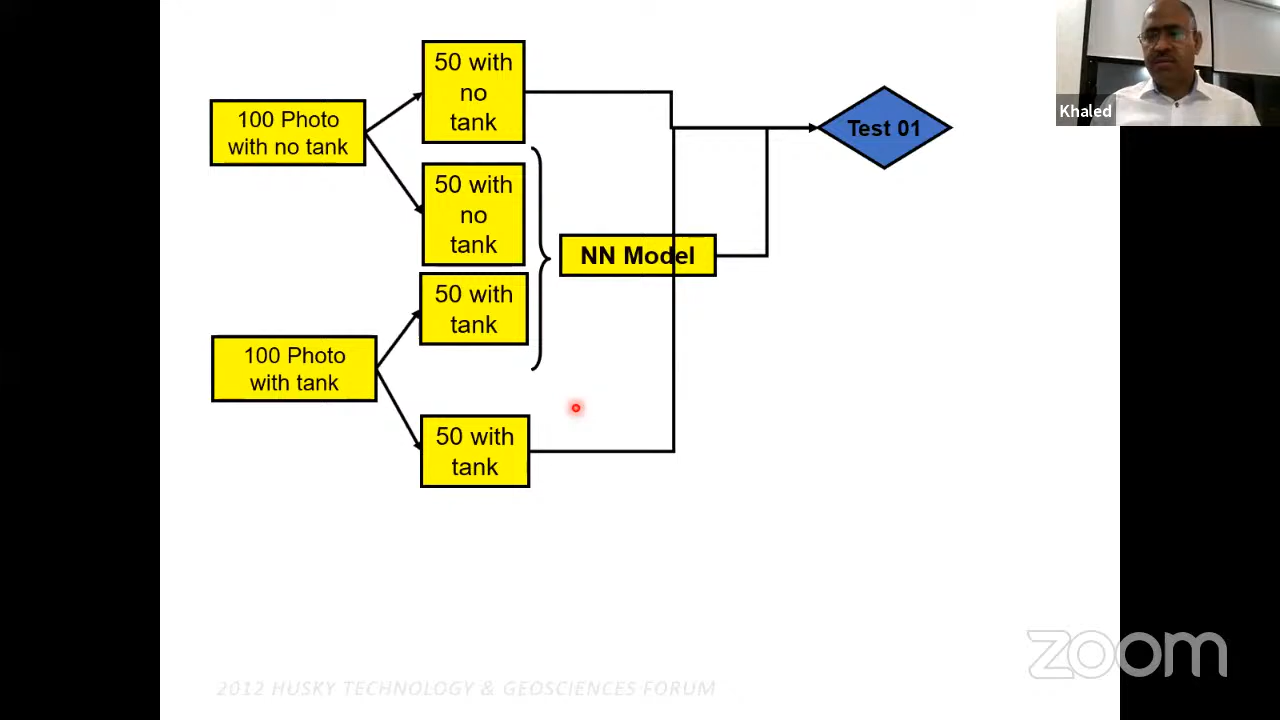 100 Photo
with no tank
50 with
no
tank
50 with
no
tank
50 with
tank
100 Photo
with tank
50 with
tank
NN Model
Test 01
Khaled
zoom
2012 HUSKY TECHNOLOGY & GEOSCIENCES FORUM